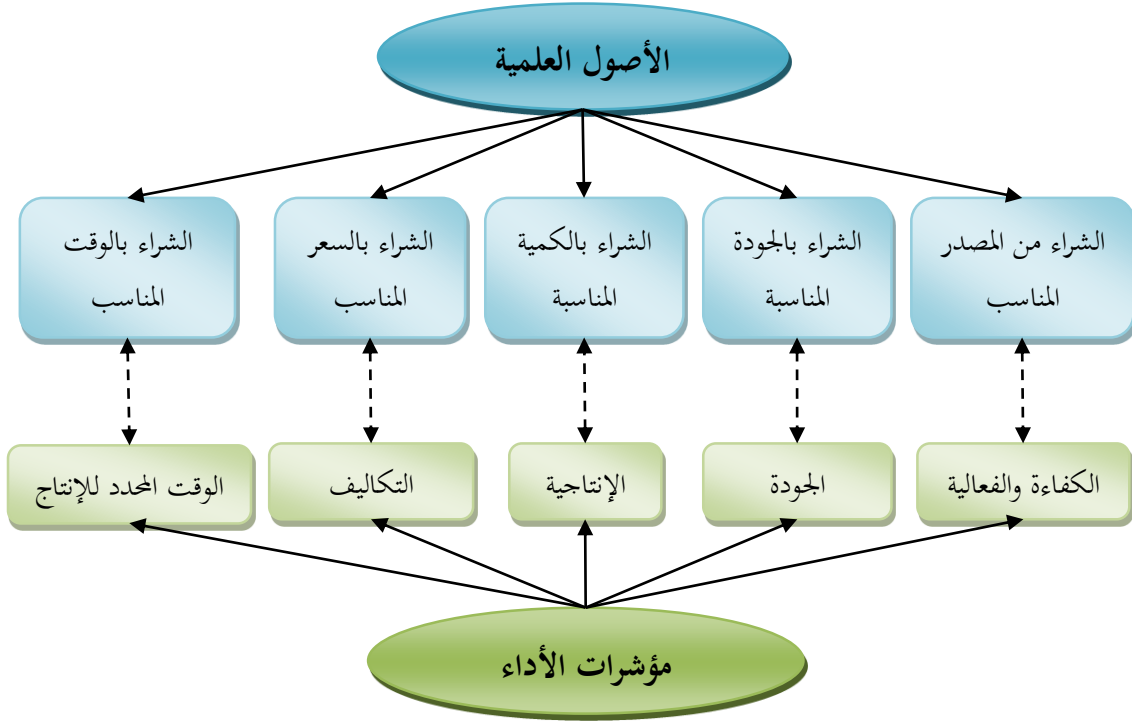 الأصول العلمية
الشراء من المصدر
المناسب
الشراء بالجودة
المناسبة
الشراء بالكمية
المناسبة
الشراء بالسعر
المناسب
الشراء بالوقت
المناسب
الكفاءة والفعالية
الجودة
الإنتاجية
التكاليف
الوقت المحدد للإنتاج
مؤشرات الأداء